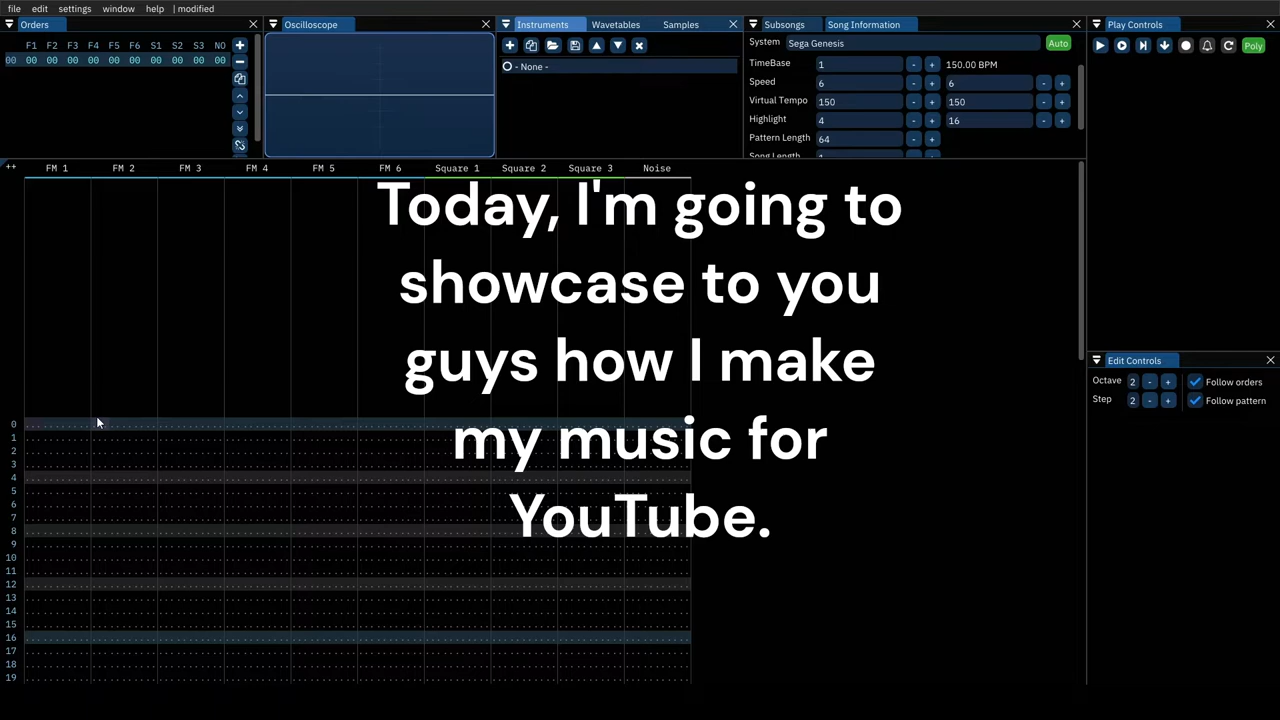 file edit settings window help | modified
Orders
F1 F2 F3 F4 F5 F6 S1 S2 S3 NO
00 00 00 00 00 00 00 00 00 00 00
Oscilloscope
Instruments Wavetables Samples
- None -
Subsongs Song Information
System Sega Genesis Auto
TimeBase 1 - + 150.00 BPM
Speed 6 - + 6 - +
Virtual Tempo 150 - + 150 - +
Highlight 4 - + 16 - +
Pattern Length 64 - +
Song Length 1
Play Controls
Poly
Edit Controls
Octave 2 - + Follow orders
Step 2 - + Follow pattern
++ FM 1 FM 2 FM 3 FM 4 FM 5 FM 6 Square 1 Square 2 Square 3 Noise
Today, I'm going to
showcase to you
guys how I make
my music for
YouTube.
0
1
2
3
4
5
6
7
8
9
10
11
12
13
14
15
16
17
18
19